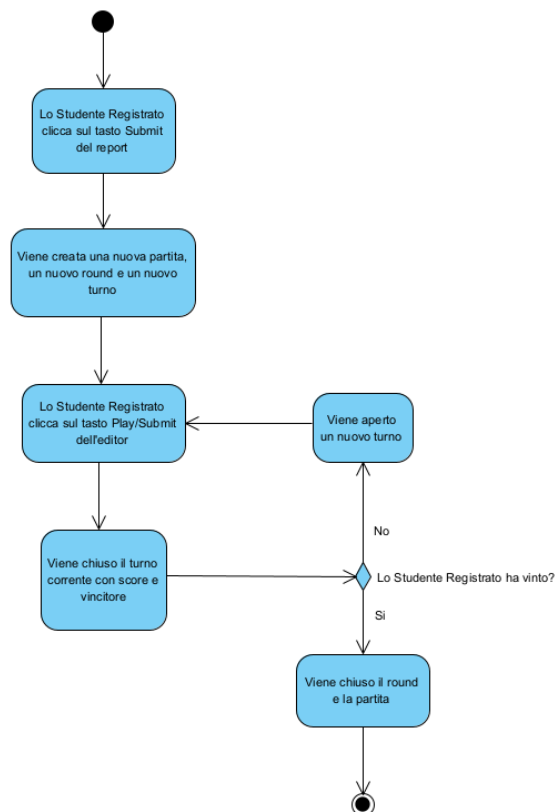 Lo Studente Registrato
clicca sul tasto Submit
del report
Viene creata una nuova partita,
un nuovo round e un nuovo
turno
Lo Studente Registrato
clicca sul tasto Play/Submit
dell'editor
Viene aperto
un nuovo turno
No
Viene chiuso il turno
corrente con score e
vincitore
Lo Studente Registrato ha vinto?
Si
Viene chiuso il round
e la partita